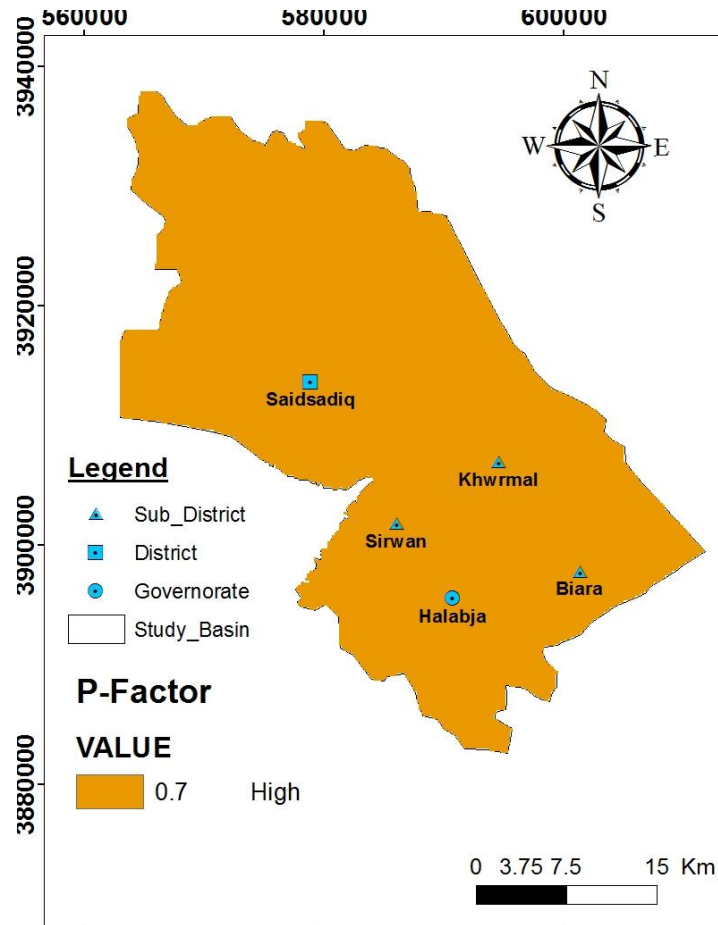 560000 580000 600000
3940000
3920000
3900000
3880000
N
W E
S
Saidsadiq
Khwrmal
Sirwan
Biara
Halabja
Legend
Sub_District
District
Governorate
Study_Basin
P-Factor
VALUE
0.7 High
0 3.75 7.5 15 Km